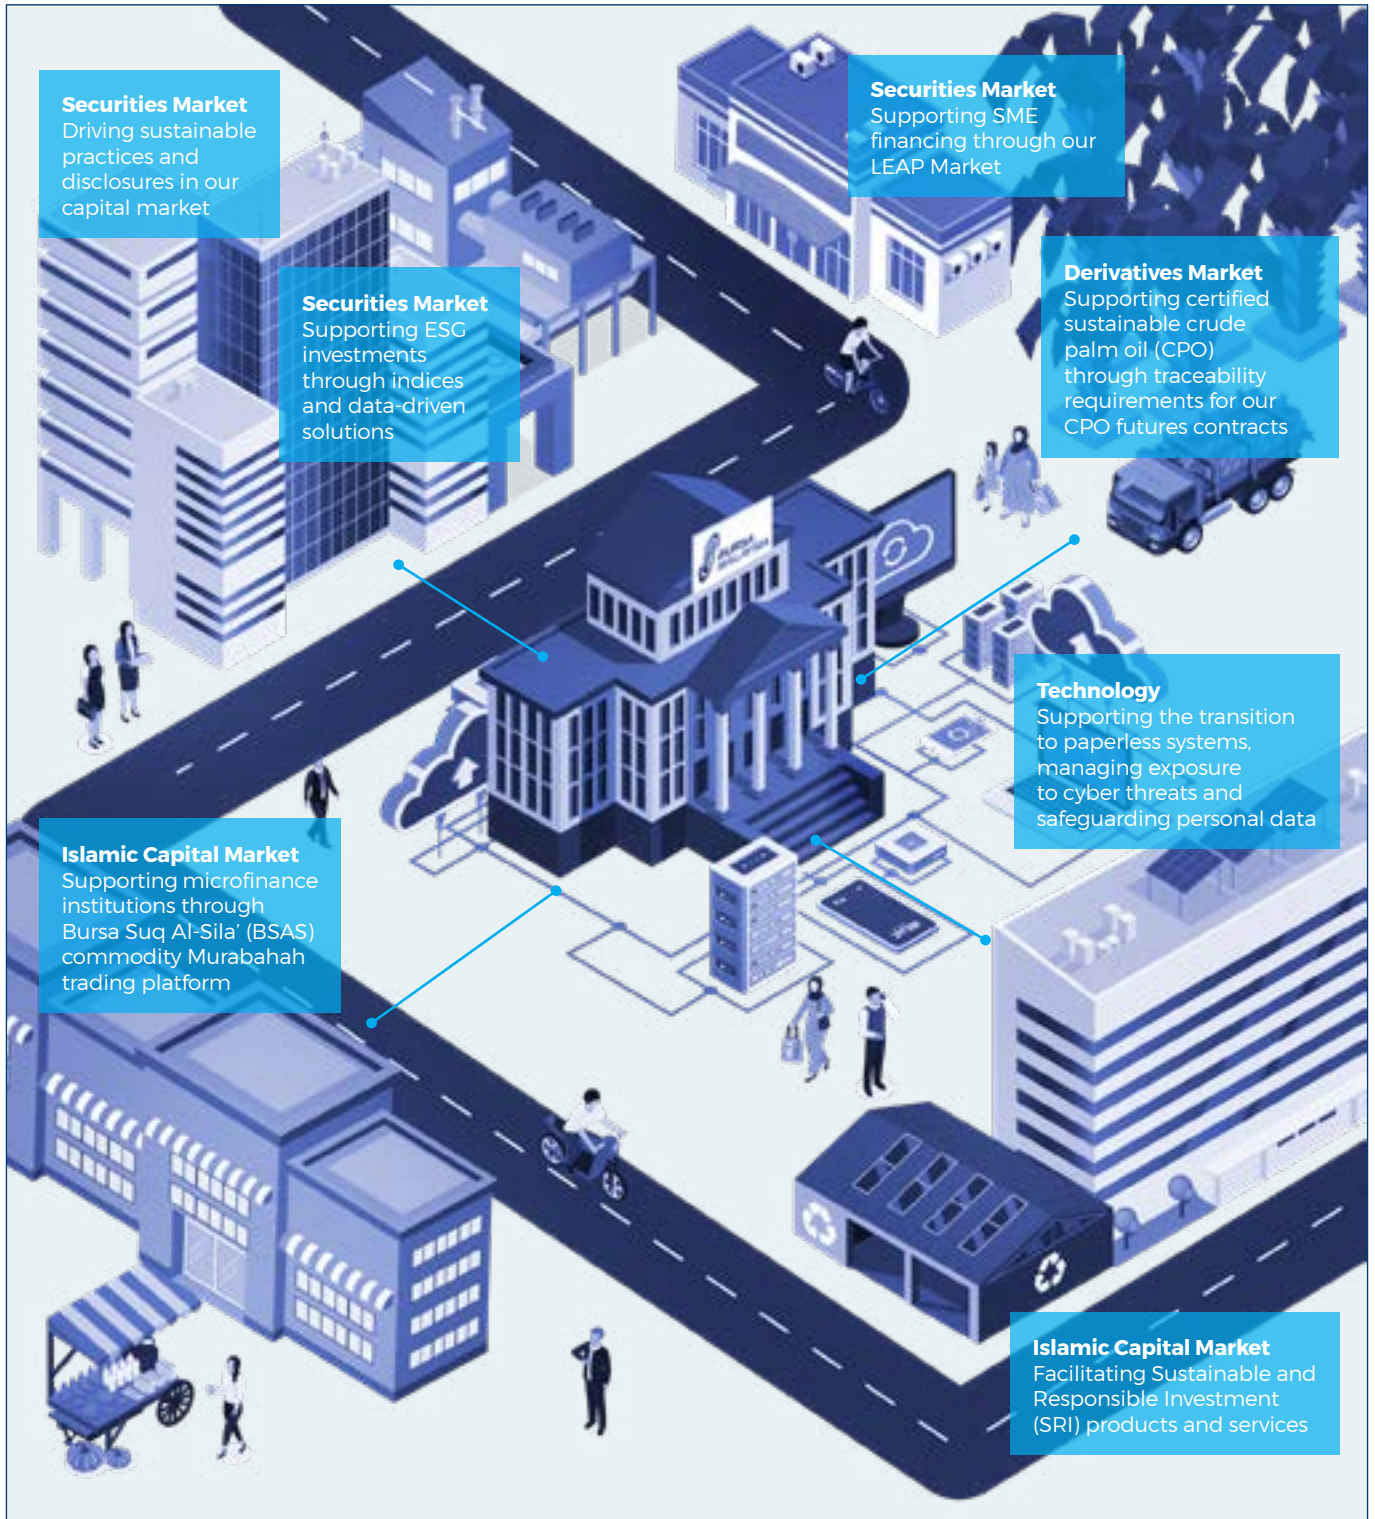 Securities Market
Driving sustainable
practices and
disclosures in our
capital market
Securities Market
Supporting SME
financing through our
LEAP Market
Securities Market
Supporting ESG
investments
through indices
and data-driven
solutions
Derivatives Market
Supporting certified
sustainable crude
palm oil (CPO)
through traceability
requirements for our
CPO futures contracts
Technology
Supporting the transition
to paperless systems,
managing exposure
to cyber threats and
safeguarding personal data
Islamic Capital Market
Supporting microfinance
institutions through
Bursa Suq Al-Sila’ (BSAS)
commodity Murabahah
trading platform
Islamic Capital Market
Facilitating Sustainable and
Responsible Investment
(SRI) products and services